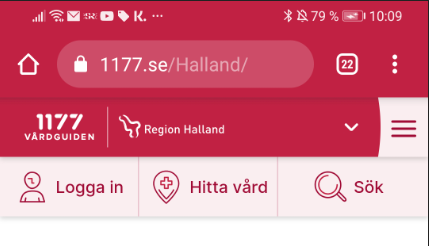 K. ... 79 % 10:09
1177.se/Halland/ 22
1177
VÅRDGUIDEN
Region Halland
Logga in Hitta vård Sök